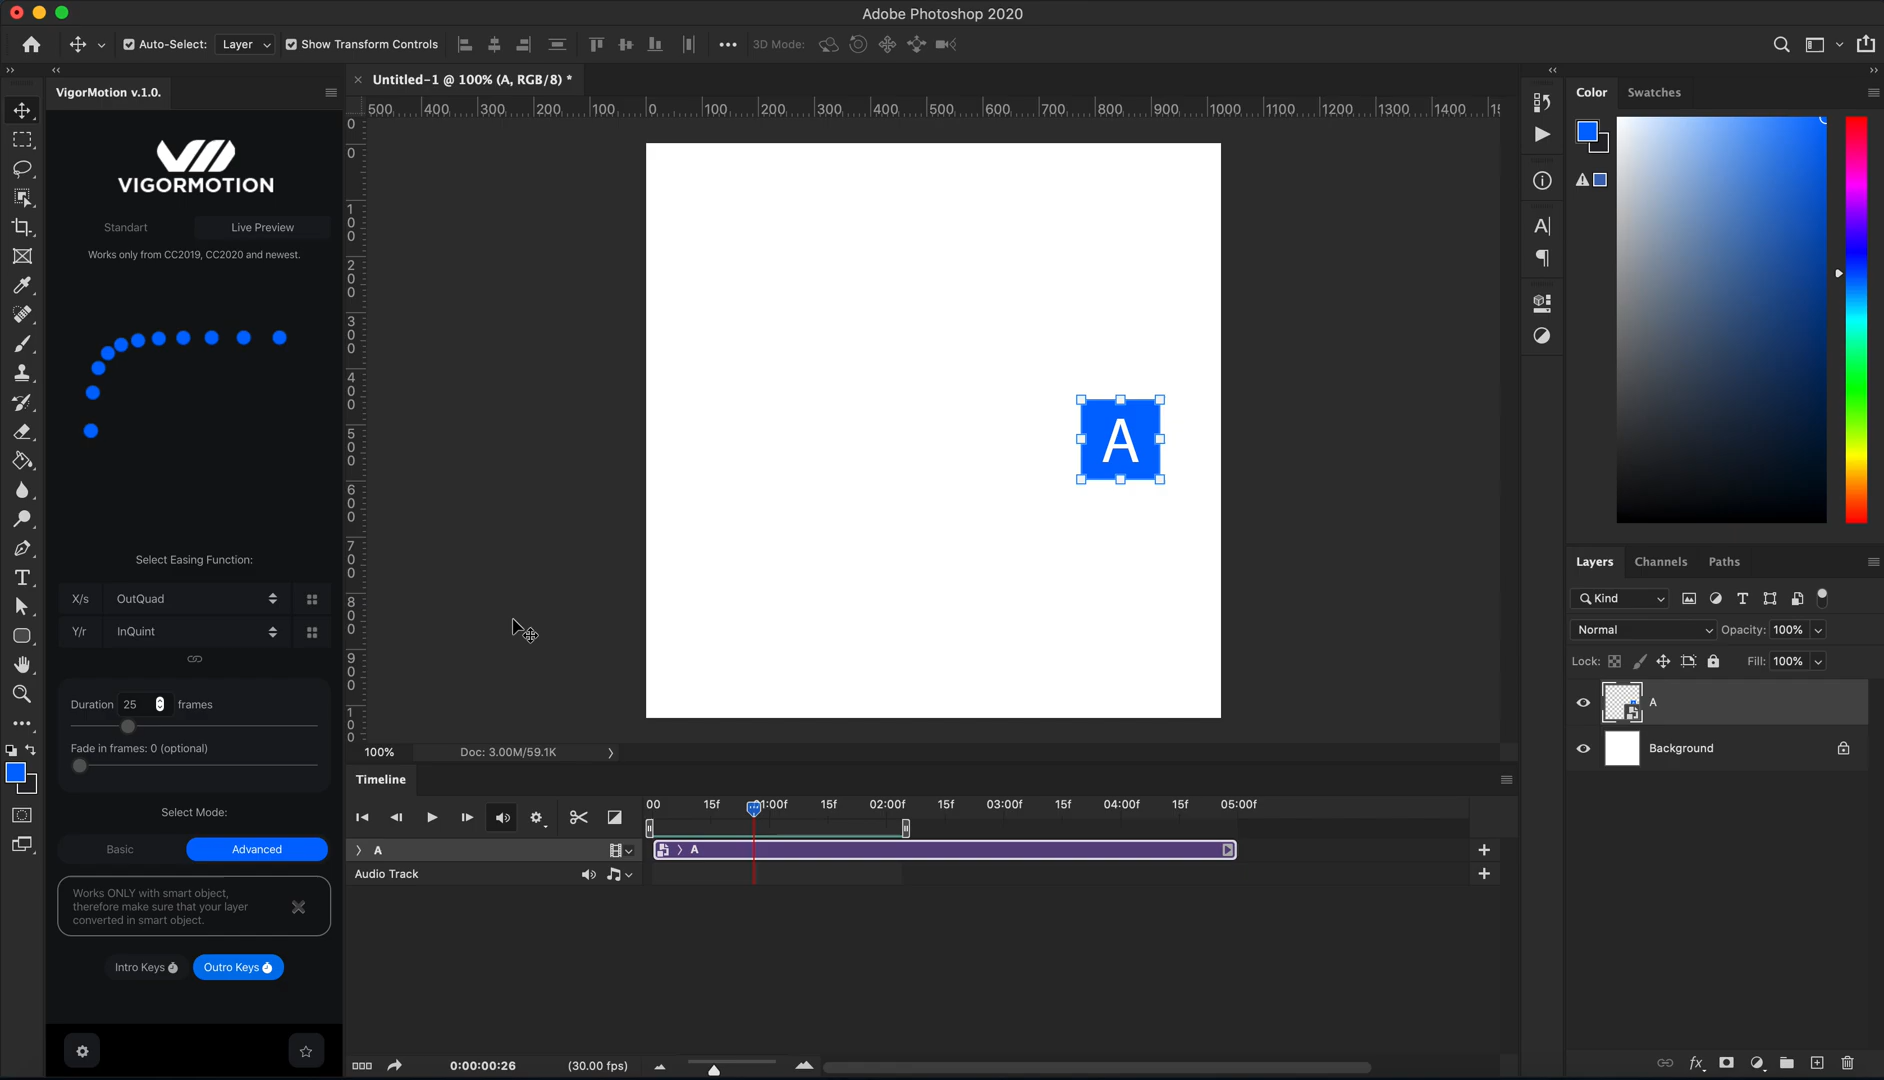 Adobe Photoshop 2020
Auto-Select: Layer Show Transform Controls 3D Mode:
VigorMotion v.1.0.
Untitled-1 @ 100% (A, RGB/8) *
Color Swatches
500 400 300 200 100 0 100 200 300 400 500 600 700 800 900 1000 1100 1200 1300 1400
0
0
100
200
300
400
500
600
700
800
900
VIGORMOTION
Standart Live Preview
Works only from CC2019, CC2020 and newest.
A
Select Easing Function:
X/s OutQuad
Y/r InQuint
Duration 25 frames
Fade in frames: 0 (optional)
Select Mode:
Basic Advanced
Works ONLY with smart object,
therefore make sure that your layer
converted in smart object.
Intro Keys Outro Keys
100% Doc: 3.00M/59.1K
Timeline
00 15f 01:00f 15f 02:00f 15f 03:00f 15f 04:00f 15f 05:00f
A A
Audio Track
0:00:00:26 (30.00 fps)
Layers Channels Paths
Kind
Normal Opacity: 100%
Lock: Fill: 100%
A
Background
fx